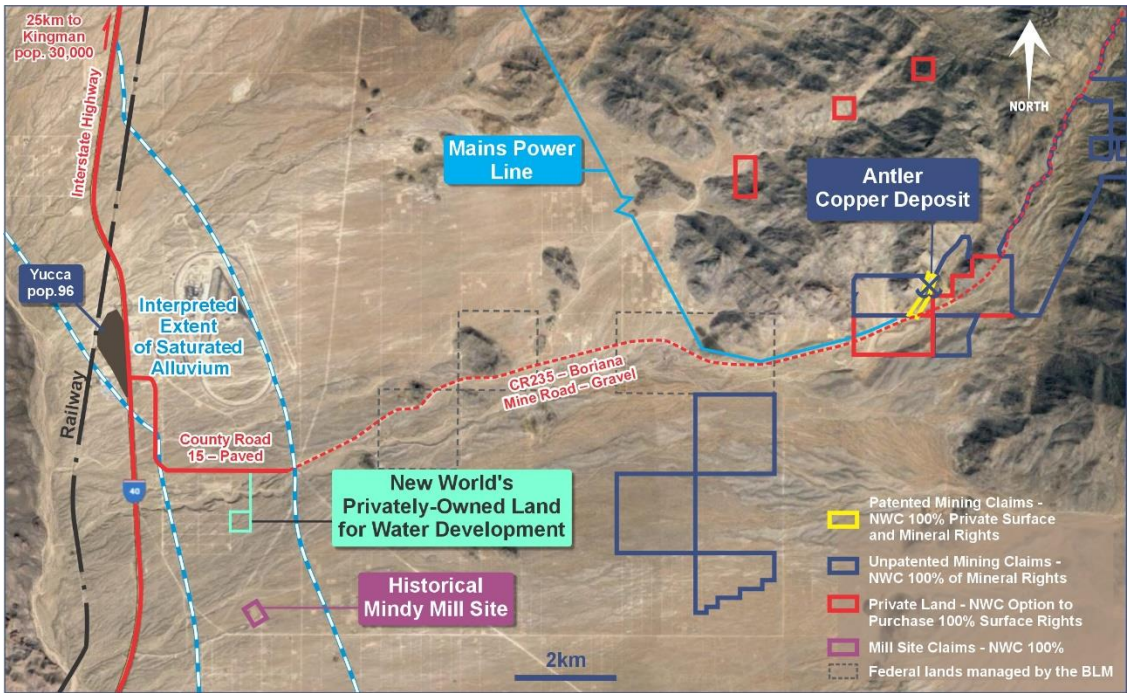 25km to
Kingman
pop. 30,000
Interstate Highway
NORTH
Mains Power
Line
Antler
Copper Deposit
Yucca
pop.96
Interpreted
Extent
of Saturated
Alluvium
Railway
CR235 – Boriana
Mine Road – Gravel
County Road
15 – Paved
40
New World's
Privately-Owned Land
for Water Development
Historical
Mindy Mill Site
2km
Patented Mining Claims -
NWC 100% Private Surface
and Mineral Rights
Unpatented Mining Claims -
NWC 100% of Mineral Rights
Private Land - NWC Option to
Purchase 100% Surface Rights
Mill Site Claims - NWC 100%
Federal lands managed by the BLM